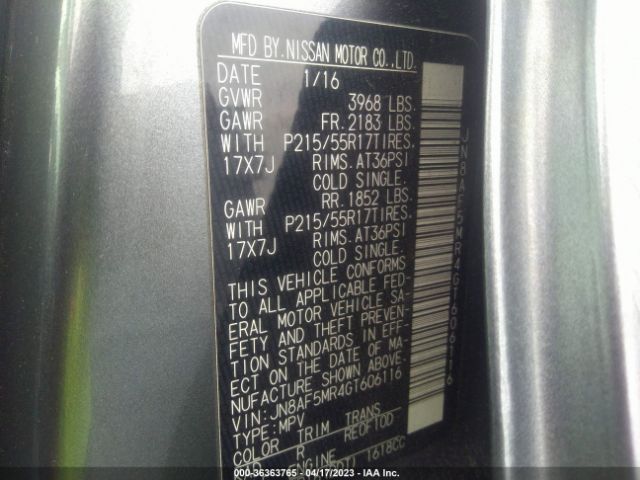 MFD BY.NISSAN MOTOR CO.,LTD.
DATE 1/16
GVWR 3968 LBS.
GAWR FR.2183 LBS.
WITH P215/55R17TIRES.
17X7J RIMS.AT36PSI
COLD SINGLE.
GAWR RR.1852 LBS.
WITH P215/55R17TIRES.
17X7J RIMS.AT36PSI
COLD SINGLE.
THIS VEHICLE CONFORMS
TO ALL APPLICABLE FED-
ERAL MOTOR VEHICLE SA-
FETY AND THEFT PREVEN-
TION STANDARDS IN EFF-
ECT ON THE DATE OF MA-
NUFACTURE SHOWN ABOVE.
VIN:JN8AF5MR4GT606116
TYPE:MPV
COLOR TRIM TRANS
R RE0F10D
ENGINE
1618CC
JN8AF5MR4GT606116
00-36363765 - 04/17/2023 - IAA Inc.